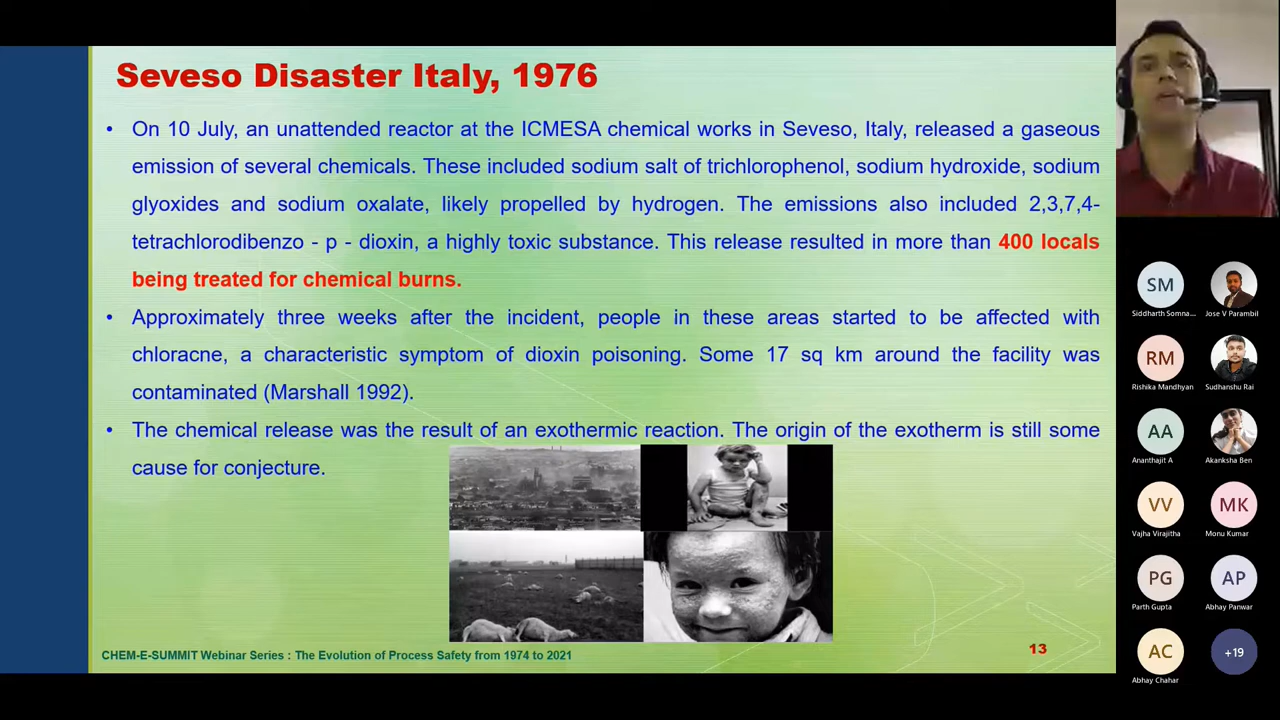 Seveso Disaster Italy, 1976
• On 10 July, an unattended reactor at the ICMESA chemical works in Seveso, Italy, released a gaseous
emission of several chemicals. These included sodium salt of trichlorophenol, sodium hydroxide, sodium
glyoxides and sodium oxalate, likely propelled by hydrogen. The emissions also included 2,3,7,4-
tetrachlorodibenzo - p - dioxin, a highly toxic substance. This release resulted in more than 400 locals
being treated for chemical burns.
• Approximately three weeks after the incident, people in these areas started to be affected with
chloracne, a characteristic symptom of dioxin poisoning. Some 17 sq km around the facility was
contaminated (Marshall 1992).
• The chemical release was the result of an exothermic reaction. The origin of the exotherm is still some
cause for conjecture.
CHEM-E-SUMMIT Webinar Series : The Evolution of Process Safety from 1974 to 2021
13
SM
Siddharth Somna...
Jose V Parambil
RM
Rishika Mandhyan
Sudhanshu Rai
AA
Ananthajit A
Akanksha Ben
VV
MK
Vajha Virajitha
Monu Kumar
PG
AP
Parth Gupta
Abhay Panwar
AC
+19
Abhay Chahar